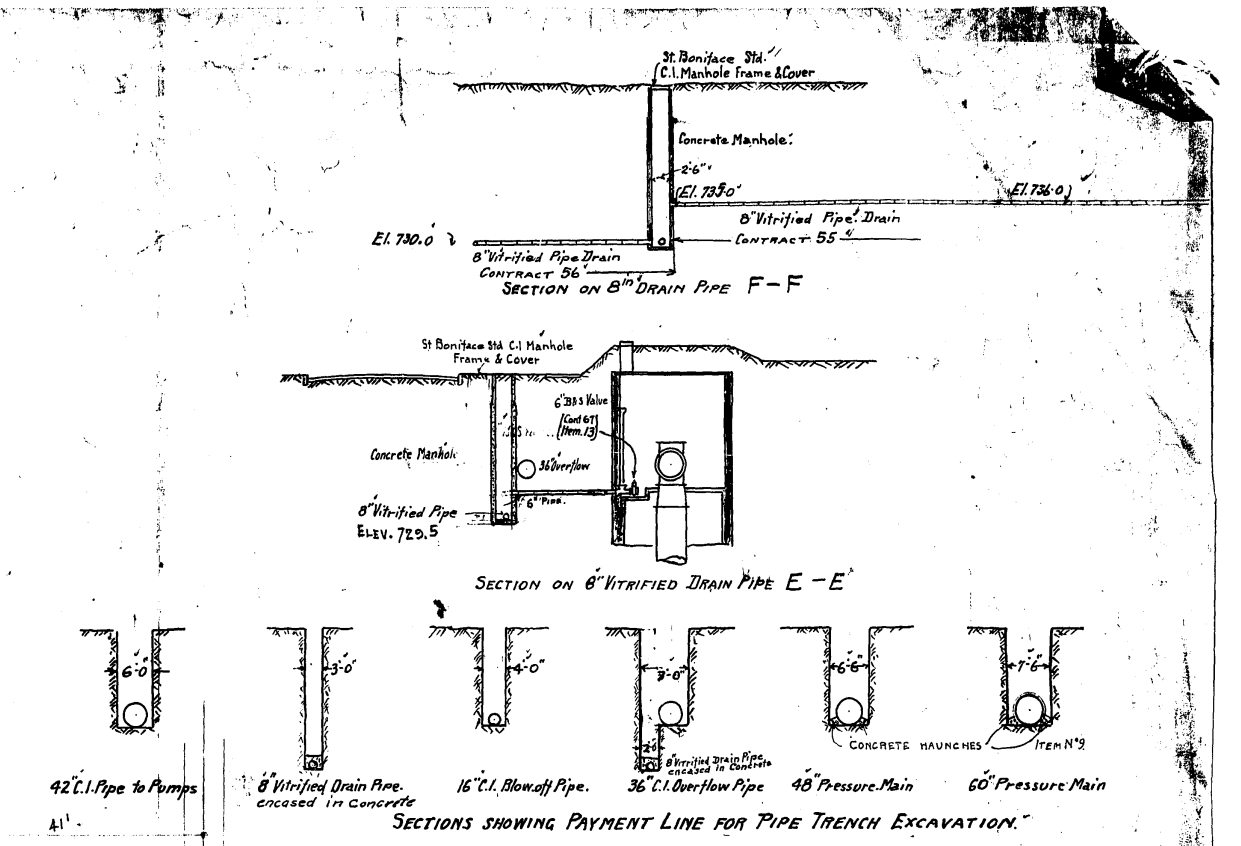 St. Boniface Std.
C.I. Manhole Frame & Cover
Concrete Manhole
2'-6"
El. 735.0
El. 736.0
8" Vitrified Pipe Drain
CONTRACT 55
El. 730.0
8" Vitrified Pipe Drain
CONTRACT 56
SECTION ON 8" DRAIN PIPE F-F
St Boniface Std C.I Manhole
Frame & Cover
6" B&S Valve
(Cont 67
Item. 13)
Concrete Manhole
36" Overflow
6" Pipe.
8" Vitrified Pipe
ELEV. 729.5
SECTION ON 8" VITRIFIED DRAIN PIPE E-E
6'-0"
3'-0"
4'-0"
7'-0"
6'-6"
7'-6"
2'0"
8" Vitrified Drain Pipe
encased in Concrete
CONCRETE HAUNCHES
ITEM No 9
42" C.I. Pipe to Pumps
8" Vitrified Drain Pipe.
encased in Concrete
16" C.I. Blow off Pipe.
36" C.I. Overflow Pipe
48" Pressure Main
60" Pressure Main
41'
SECTIONS SHOWING PAYMENT LINE FOR PIPE TRENCH EXCAVATION.